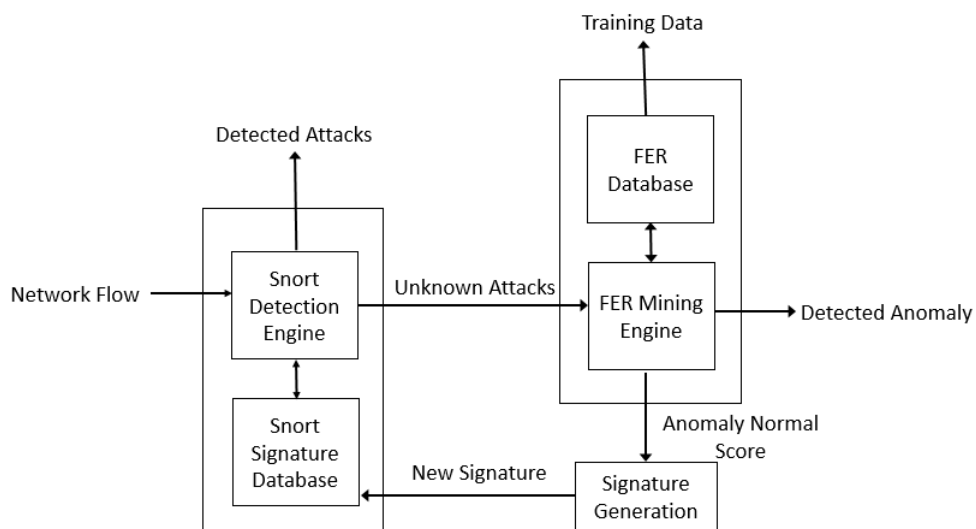 Training Data
Detected Attacks
FER
Database
Network Flow
Snort
Detection
Engine
Unknown Attacks
FER Mining
Engine
Detected Anomaly
Snort
Signature
Database
New Signature
Anomaly Normal
Score
Signature
Generation